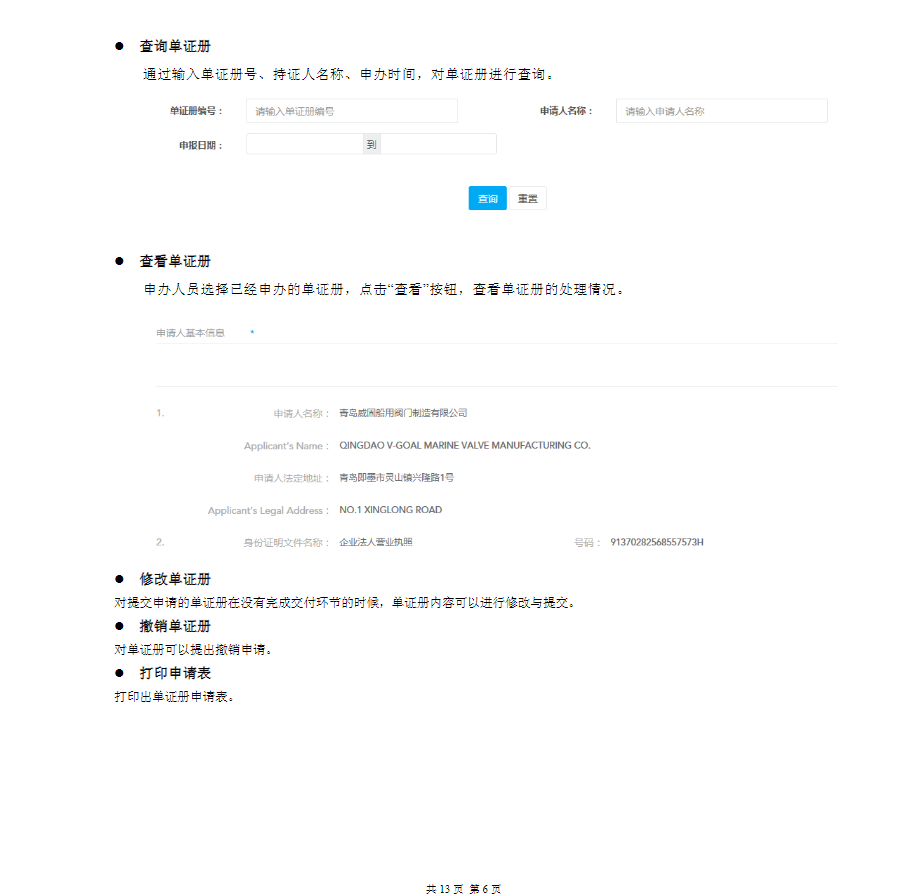 ● 查询单证册
通过输入单证册号、持证人名称、申办时间，对单证册进行查询。
单证册编号： 请输入单证册编号 申请人名称： 请输入申请人名称
申报日期： 到
查询 重置
● 查看单证册
申办人员选择已经申办的单证册，点击“查看”按钮，查看单证册的处理情况。
申请人基本信息 *
1. 申请人名称： 青岛威固船用阀门制造有限公司
Applicant's Name： QINGDAO V-GOAL MARINE VALVE MANUFACTURING CO.
申请人法定地址： 青岛即墨市灵山镇兴隆路1号
Applicant's Legal Address： NO.1 XINGLONG ROAD
2. 身份证明文件名称： 企业法人营业执照 号码： 91370282568557573H
● 修改单证册
对提交申请的单证册在没有完成交付环节的时候，单证册内容可以进行修改与提交。
● 撤销单证册
对单证册可以提出撤销申请。
● 打印申请表
打印出单证册申请表。
共 13 页 第 6 页